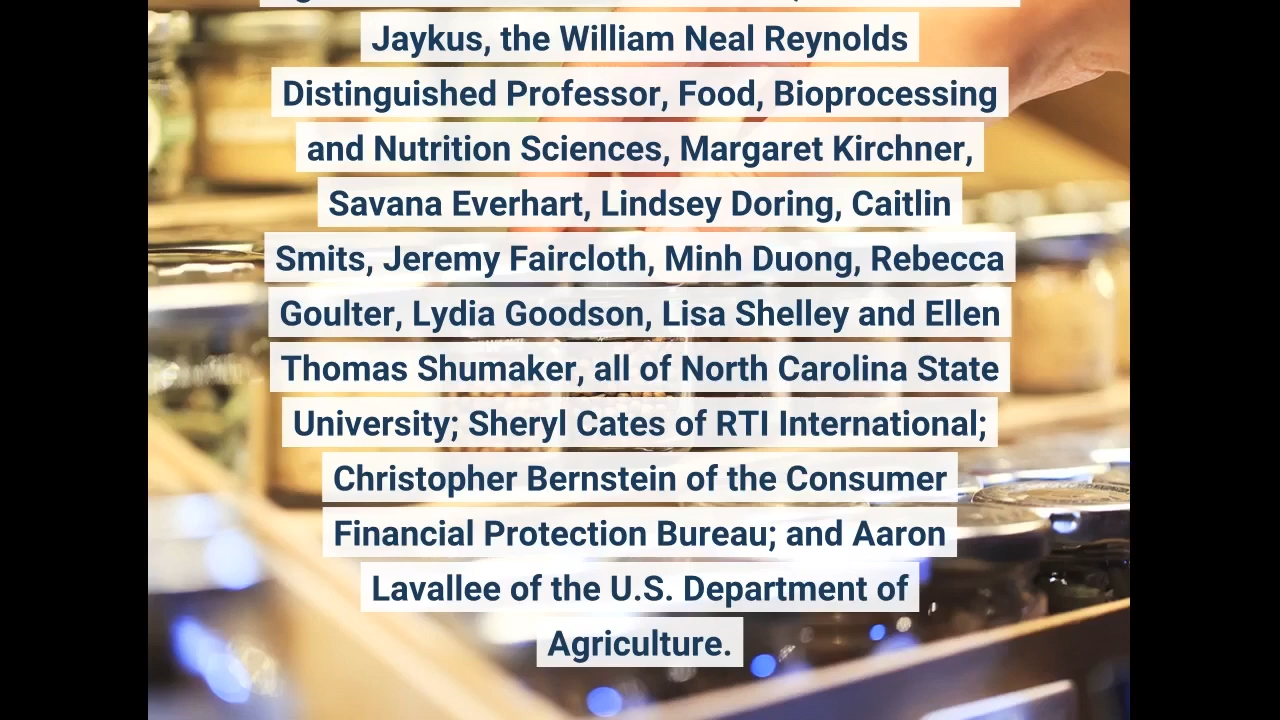 Jaykus, the William Neal Reynolds
Distinguished Professor, Food, Bioprocessing
and Nutrition Sciences, Margaret Kirchner,
Savana Everhart, Lindsey Doring, Caitlin
Smits, Jeremy Faircloth, Minh Duong, Rebecca
Goulter, Lydia Goodson, Lisa Shelley and Ellen
Thomas Shumaker, all of North Carolina State
University; Sheryl Cates of RTI International;
Christopher Bernstein of the Consumer
Financial Protection Bureau; and Aaron
Lavallee of the U.S. Department of
Agriculture.